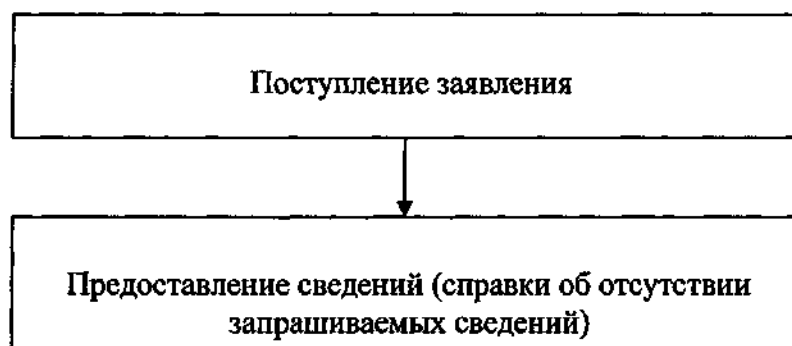 Поступление заявления
Предоставление сведений (справки об отсутствии
запрашиваемых сведений)